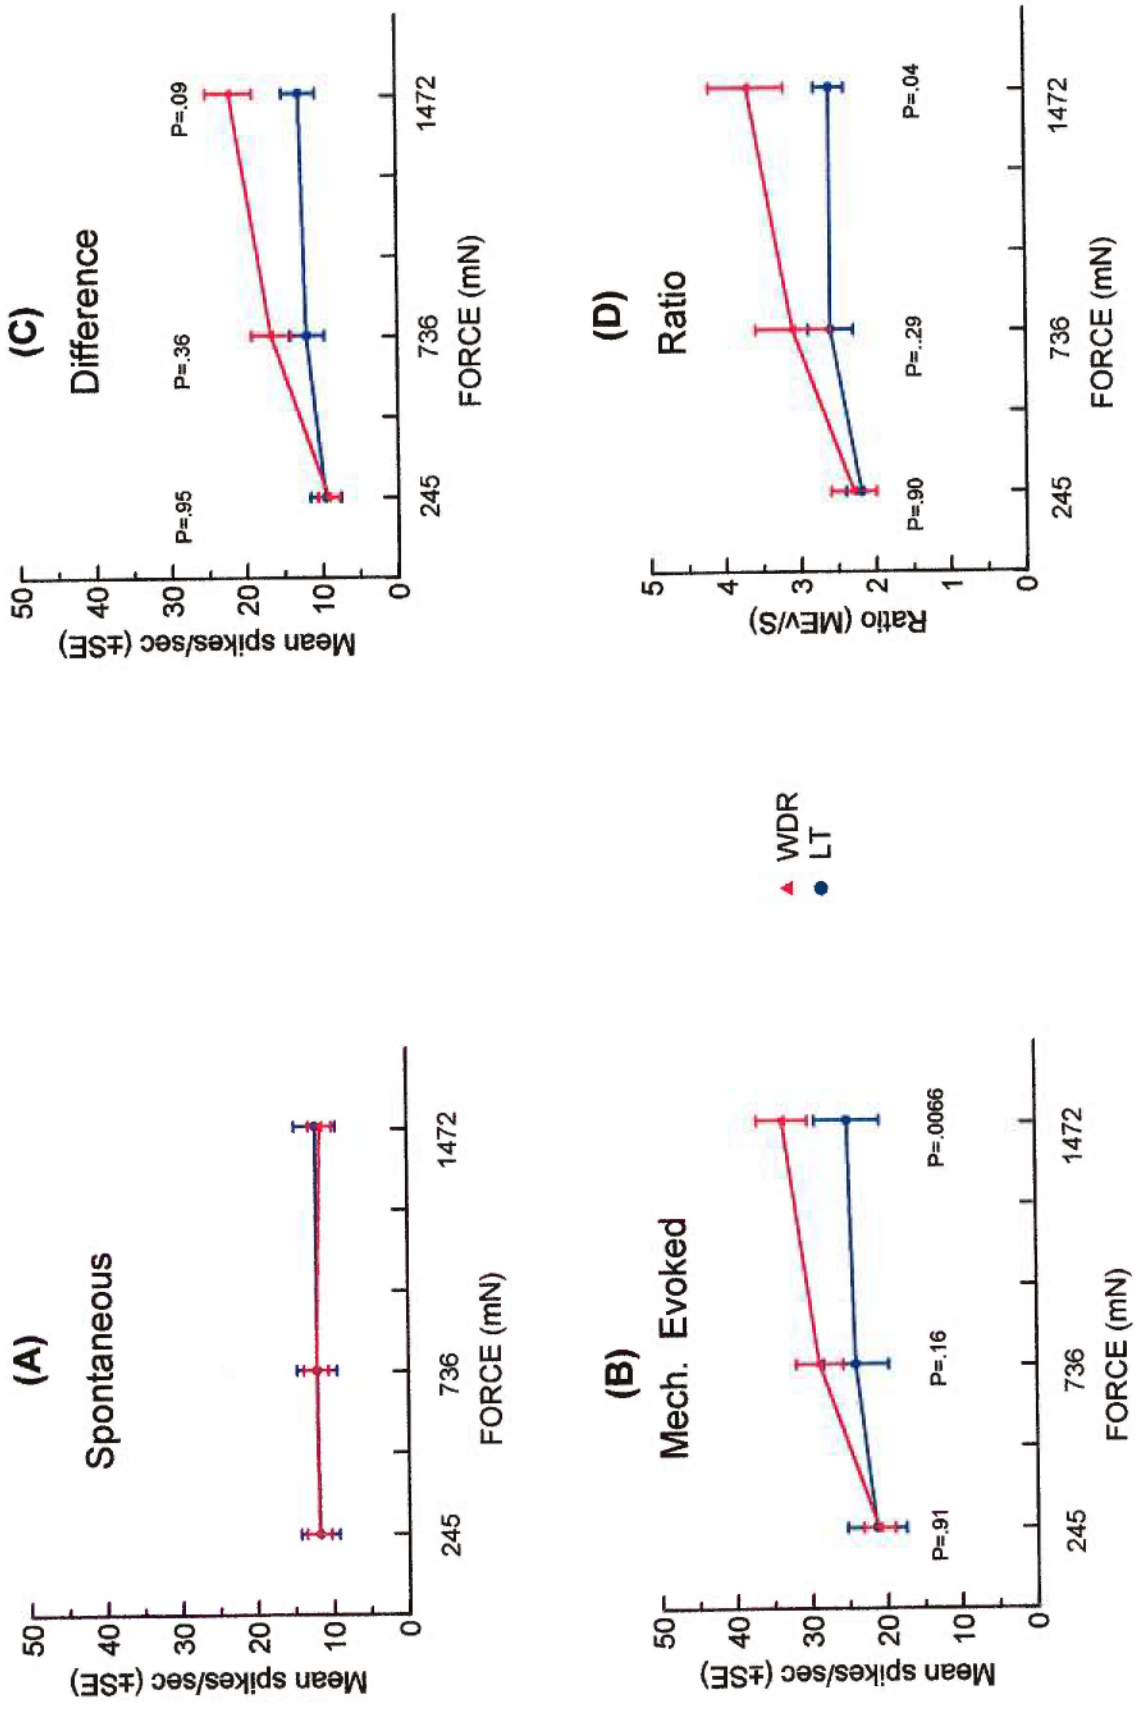 (A)
Spontaneous
50
40
30
20
10
0
Mean spikes/sec (±SE)
245
736
1472
FORCE (mN)
(C)
Difference
50
40
30
20
10
0
Mean spikes/sec (±SE)
P=.95
P=.36
P=.09
245
736
1472
FORCE (mN)
(B)
Mech. Evoked
50
40
30
20
10
0
Mean spikes/sec (±SE)
P=.91
P=.16
P=.0066
245
736
1472
FORCE (mN)
WDR
LT
(D)
Ratio
5
4
3
2
1
0
Ratio (MEv/S)
P=.90
P=..29
P=.04
245
736
1472
FORCE (mN)